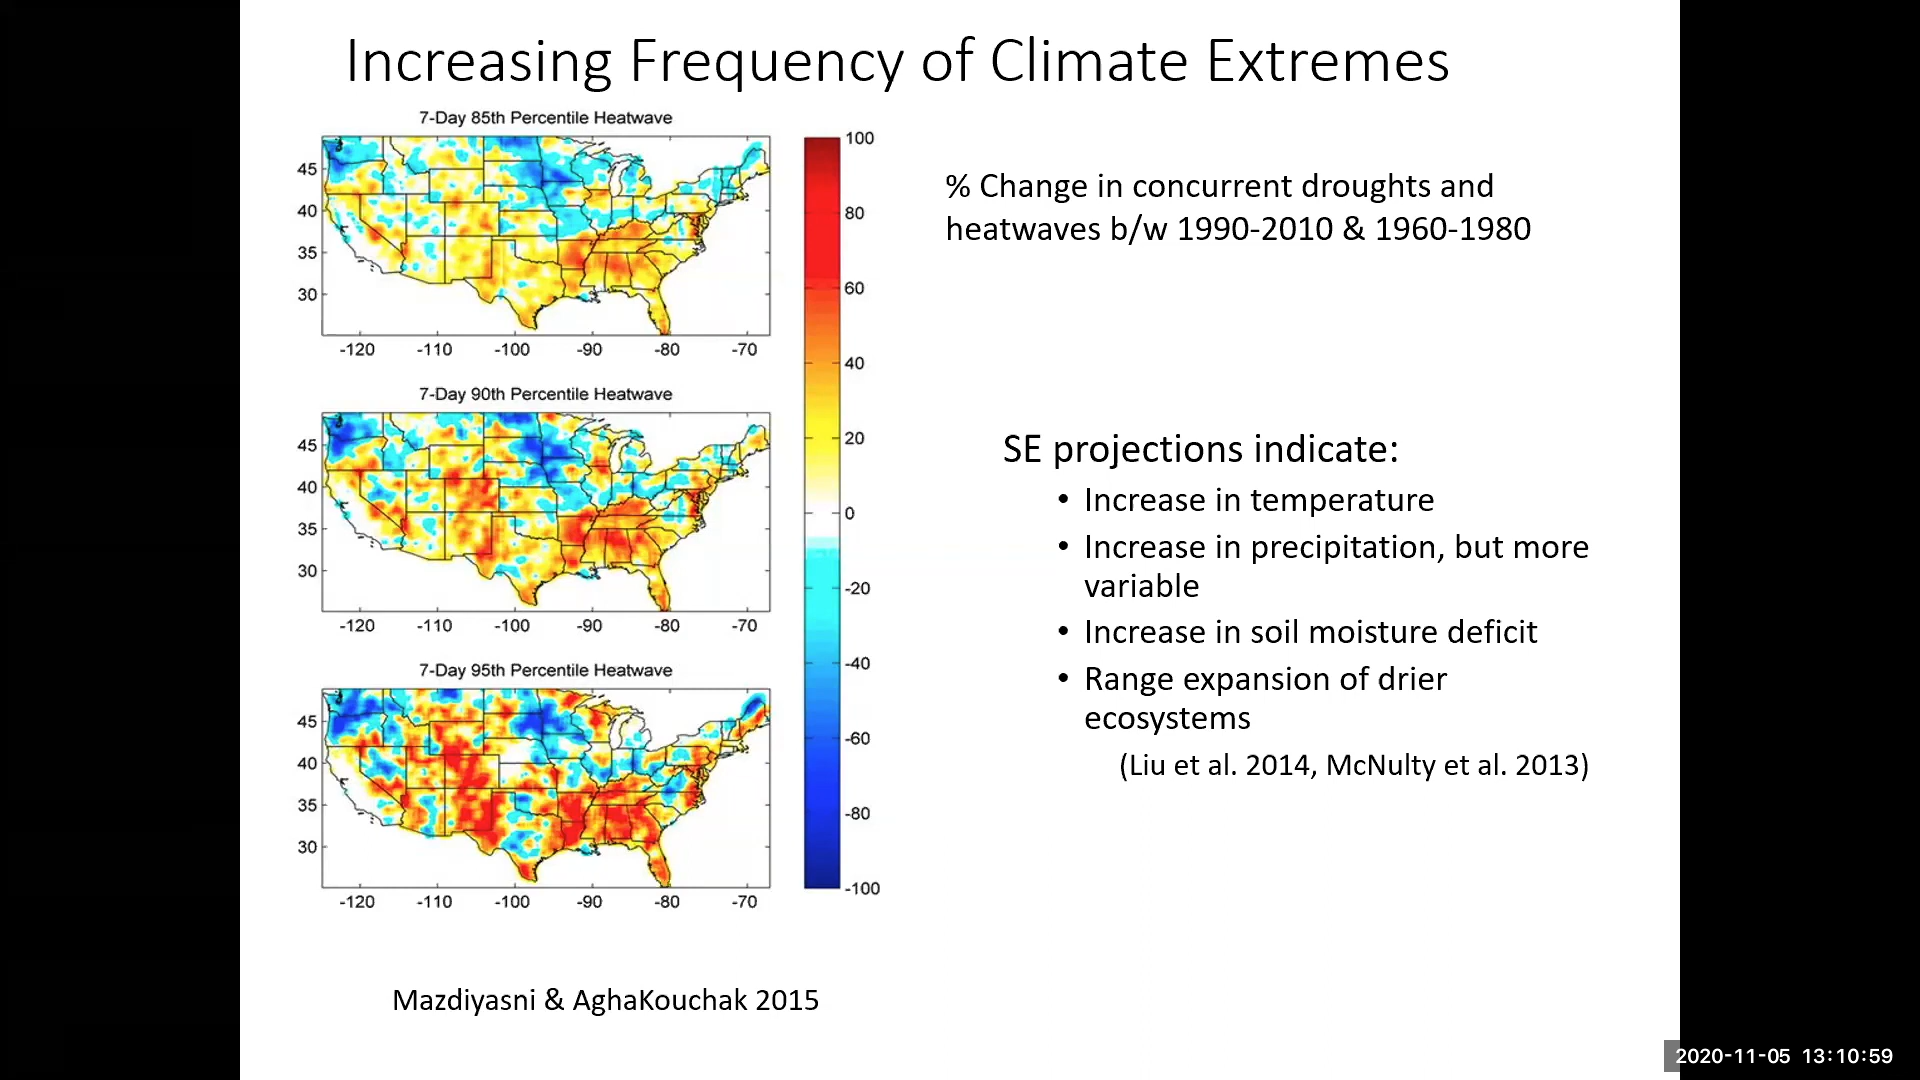 Increasing Frequency of Climate Extremes
7-Day 85th Percentile Heatwave
45
40
35
30
-120 -110 -100 -90 -80 -70
7-Day 90th Percentile Heatwave
45
40
35
30
-120 -110 -100 -90 -80 -70
7-Day 95th Percentile Heatwave
45
40
35
30
-120 -110 -100 -90 -80 -70
100
80
60
40
20
0
-20
-40
-60
-80
-100
% Change in concurrent droughts and
heatwaves b/w 1990-2010 & 1960-1980
SE projections indicate:
• Increase in temperature
• Increase in precipitation, but more
variable
• Increase in soil moisture deficit
• Range expansion of drier
ecosystems
(Liu et al. 2014, McNulty et al. 2013)
Mazdiyasni & AghaKouchak 2015
2020-11-05 13:10:59